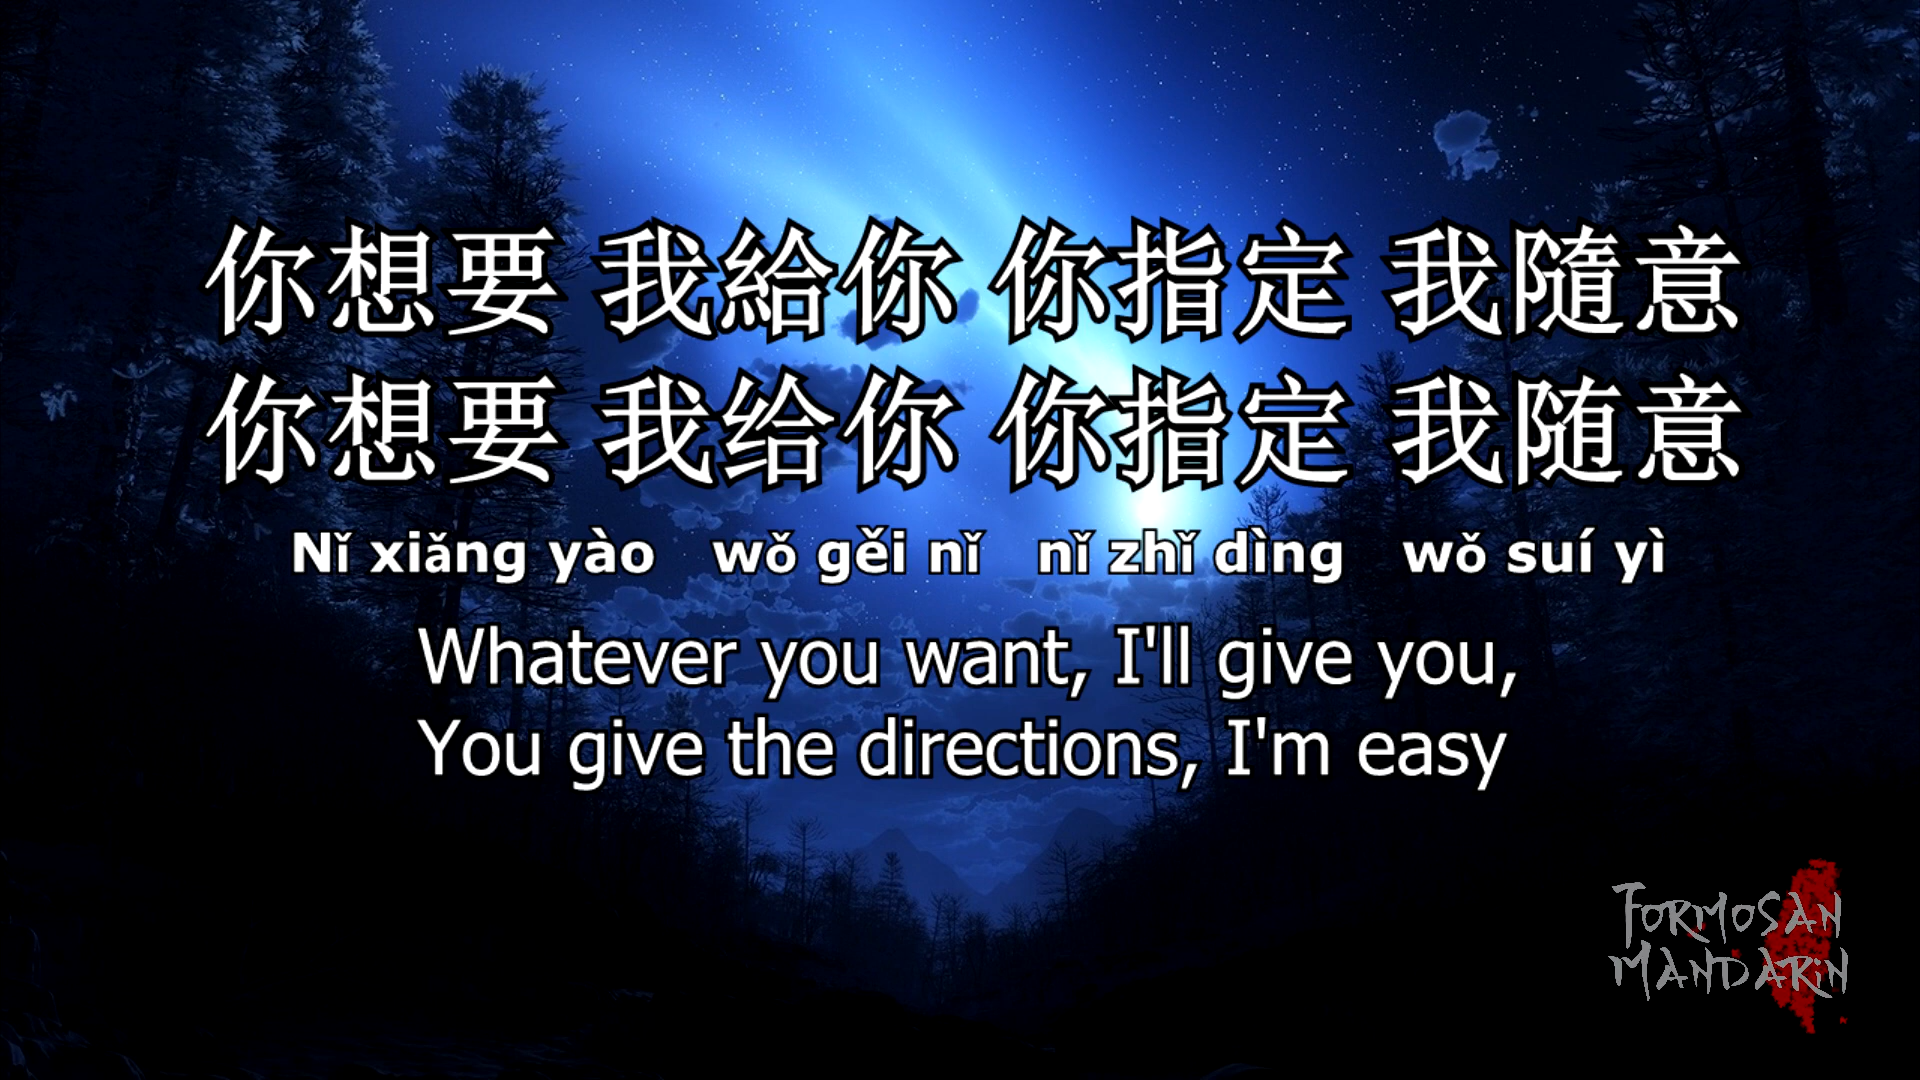 你想要 我給你 你指定 我隨意
你想要 我给你 你指定 我随意
Nǐ xiǎng yào wǒ gěi nǐ nǐ zhǐ dìng wǒ suí yì
Whatever you want, I'll give you,
You give the directions, I'm easy
FORMOSAN
MANDARIN